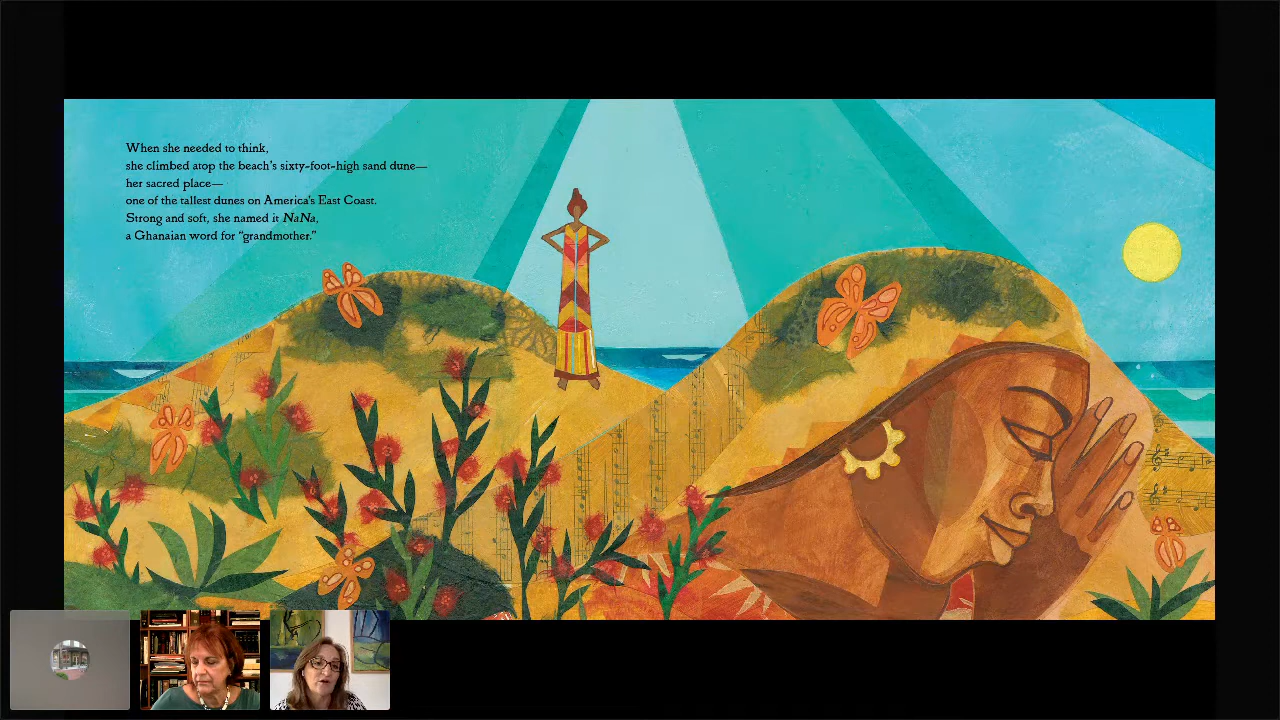 When she needed to think,
she climbed atop the beach's sixty-foot-high sand dune—
her sacred place—
one of the tallest dunes on America's East Coast.
Strong and soft, she named it NaNa,
a Ghanaian word for “grandmother.”